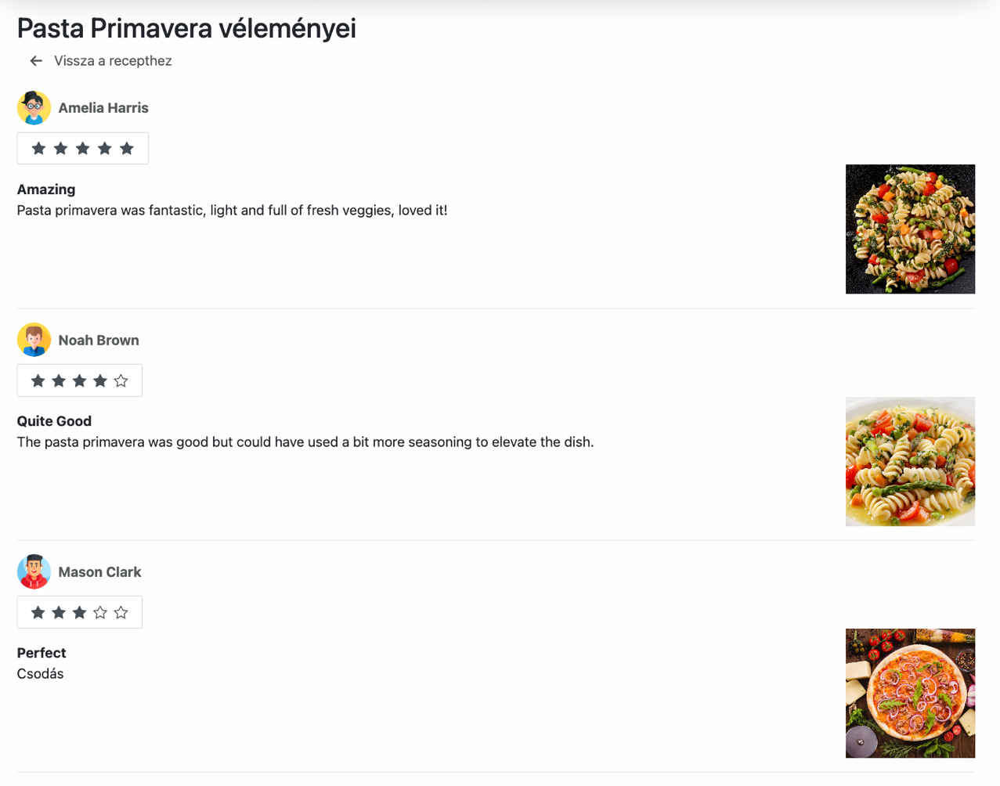 Pasta Primavera véleményei
Vissza a recepthez
Amelia Harris
Amazing
Pasta primavera was fantastic, light and full of fresh veggies, loved it!
Noah Brown
Quite Good
The pasta primavera was good but could have used a bit more seasoning to elevate the dish.
Mason Clark
Perfect
Csodás